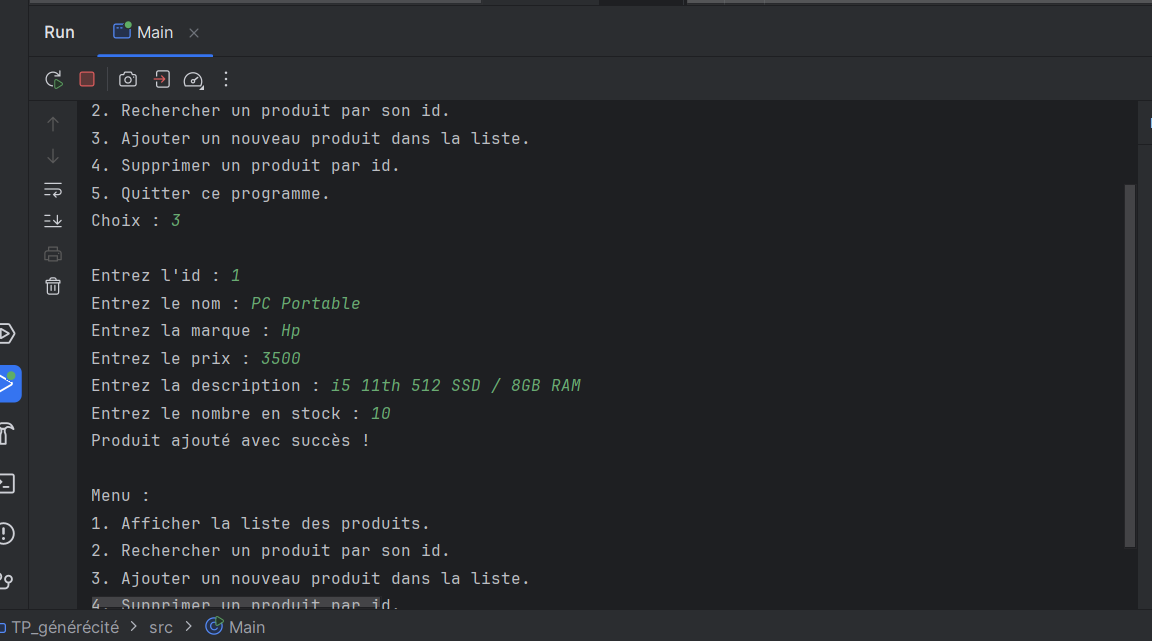 Run
Main
2. Rechercher un produit par son id.
3. Ajouter un nouveau produit dans la liste.
4. Supprimer un produit par id.
5. Quitter ce programme.
Choix : 3
Entrez l'id : 1
Entrez le nom : PC Portable
Entrez la marque : Hp
Entrez le prix : 3500
Entrez la description : i5 11th 512 SSD / 8GB RAM
Entrez le nombre en stock : 10
Produit ajouté avec succès !
Menu :
1. Afficher la liste des produits.
2. Rechercher un produit par son id.
3. Ajouter un nouveau produit dans la liste.
4. Supprimer un produit par id.
TP_générécité > src > Main